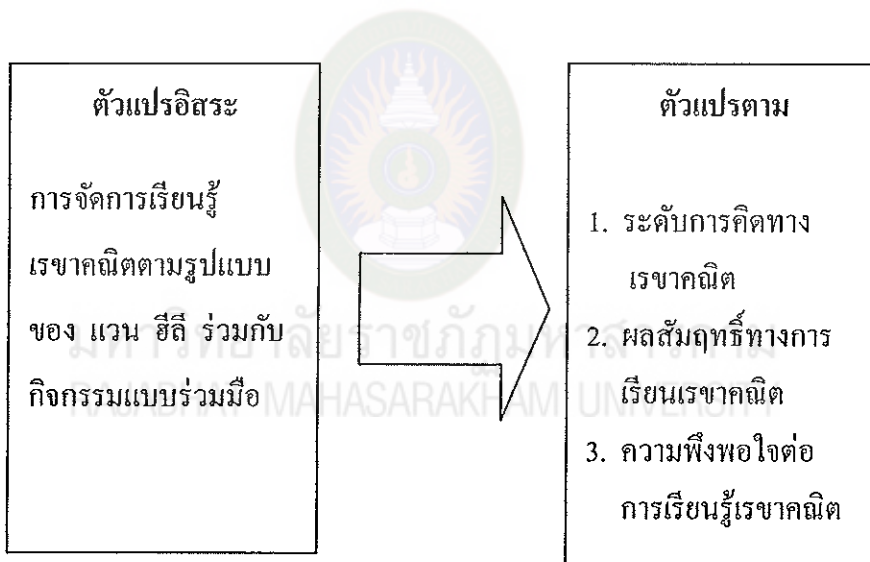 ตัวแปรอิสระ
การจัดการเรียนรู้
เรขาคณิตตามรูปแบบ
ของ แวน ฮีลี ร่วมกับ
กิจกรรมแบบร่วมมือ
ตัวแปรตาม
1. ระดับการคิดทาง
เรขาคณิต
2. ผลสัมฤทธิ์ทางการ
เรียนเรขาคณิต
3. ความพึงพอใจต่อ
การเรียนรู้เรขาคณิต
มหาวิทยาลัยราชภัฏมหาสารคาม
RAJABHAT MAHASARAKHAM UNIVERSITY